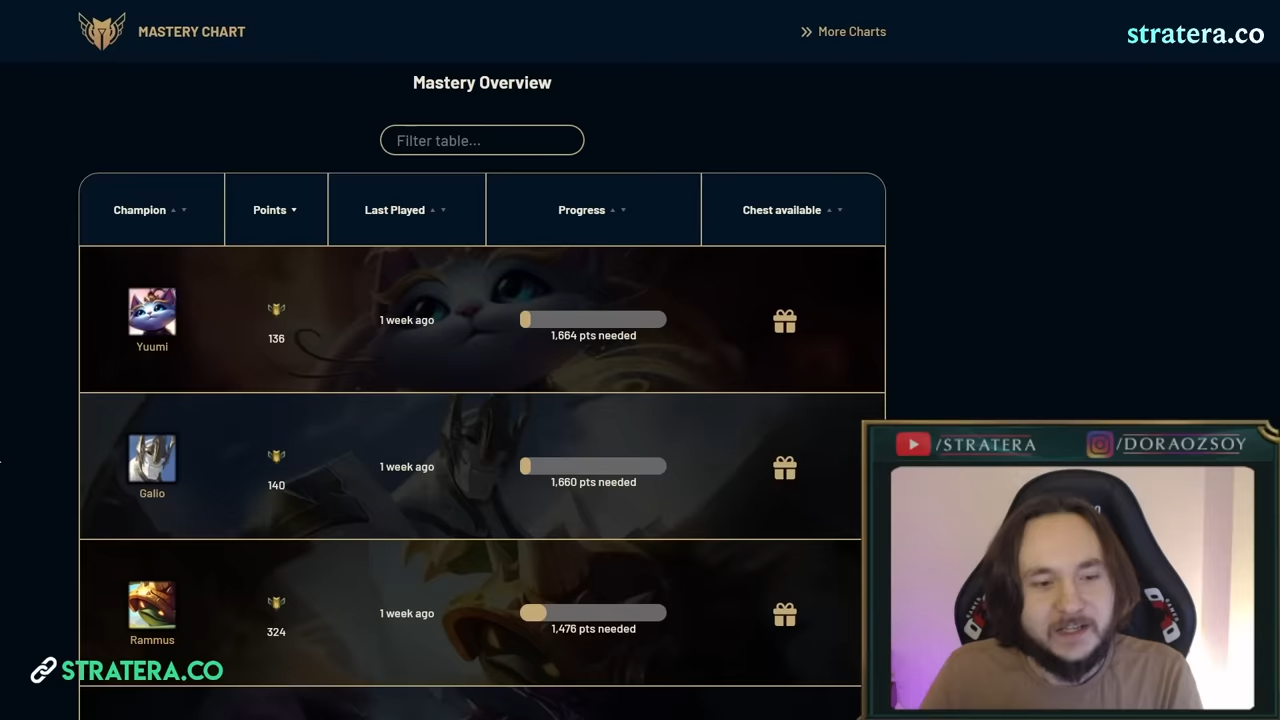 MASTERY CHART
More Charts
stratera.co
Mastery Overview
Filter table...
Champion
Points
Last Played
Progress
Chest available
Yuumi
136
1 week ago
1,664 pts needed
Galio
140
1 week ago
1,660 pts needed
Rammus
324
1 week ago
1,476 pts needed
/STRATERA
/DORAOZSOY
STRATERA.CO